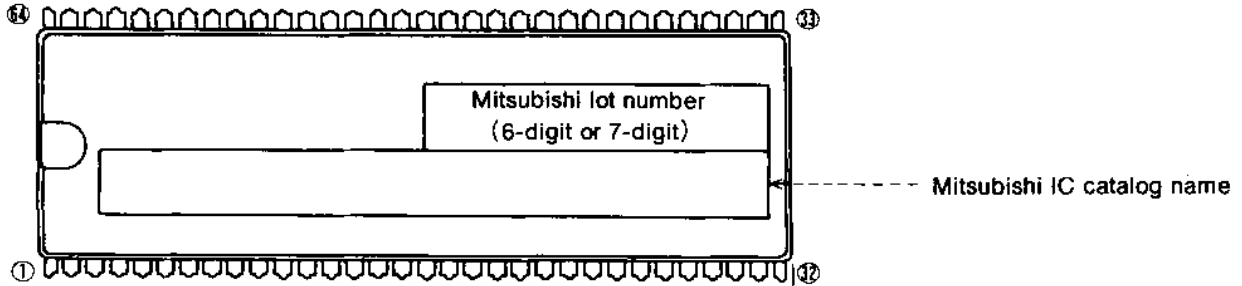 64 33
Mitsubishi lot number
(6-digit or 7-digit)
Mitsubishi IC catalog name
1 32